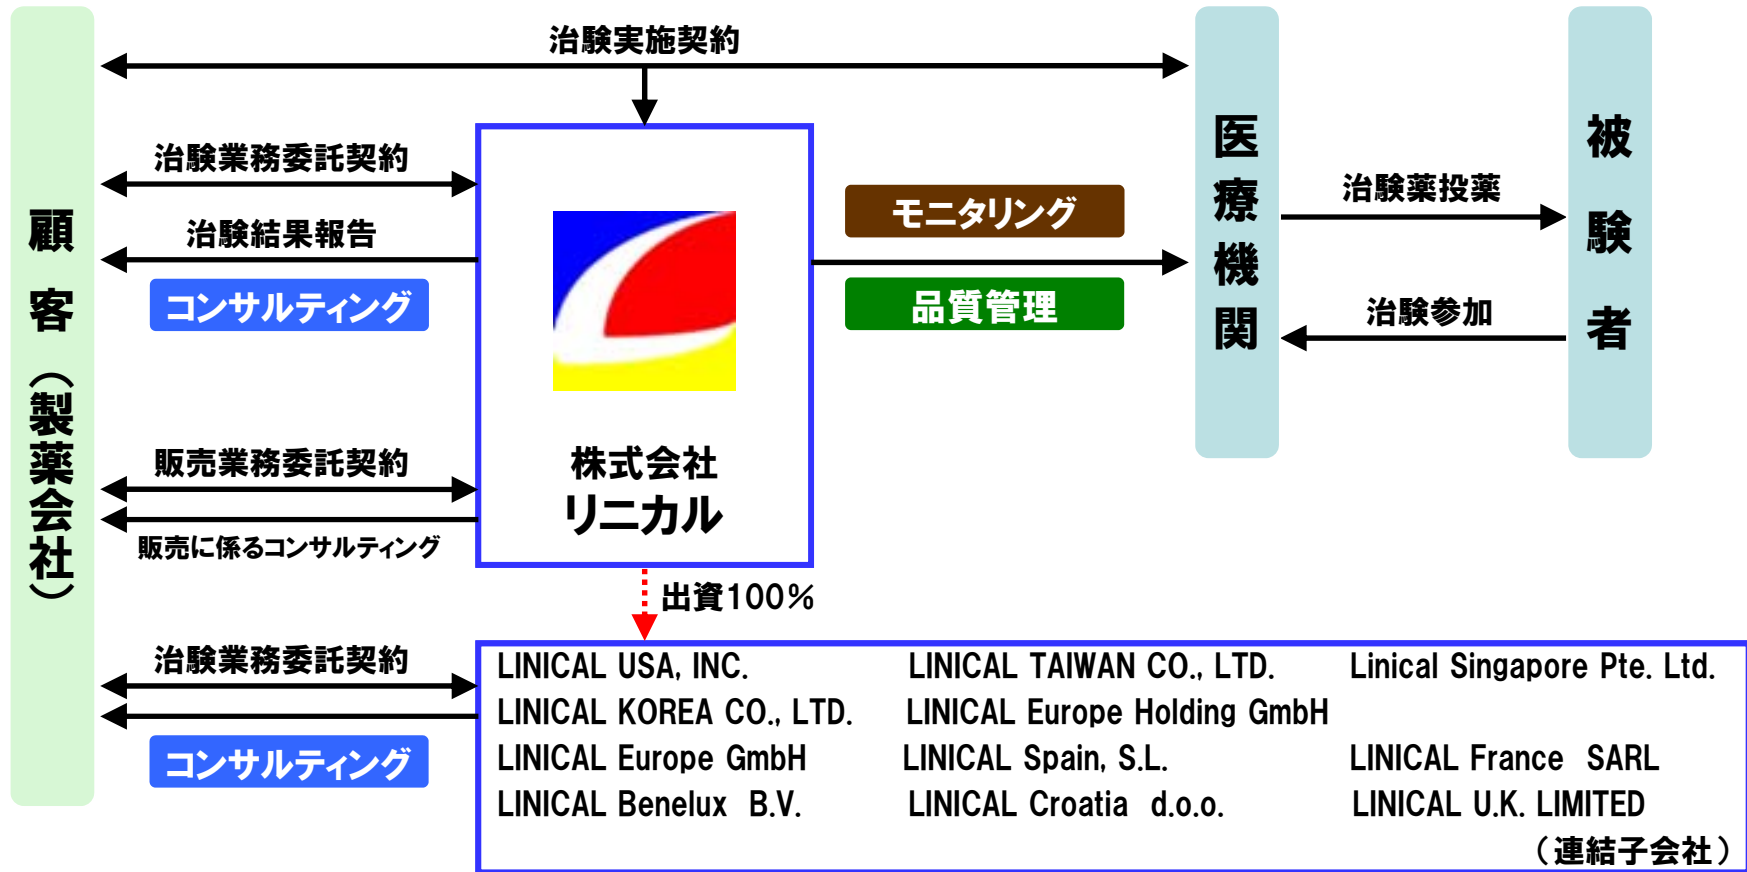 治験実施契約
顧客（製薬会社）
治験業務委託契約
治験結果報告
コンサルティング
販売業務委託契約
販売に係るコンサルティング
株式会社
リニカル
モニタリング
品質管理
医療機関
治験薬投薬
治験参加
被験者
出資100%
治験業務委託契約
コンサルティング
LINICAL USA, INC. LINICAL TAIWAN CO., LTD. Linical Singapore Pte. Ltd.
LINICAL KOREA CO., LTD. LINICAL Europe Holding GmbH
LINICAL Europe GmbH LINICAL Spain, S.L. LINICAL France SARL
LINICAL Benelux B.V. LINICAL Croatia d.o.o. LINICAL U.K. LIMITED
（連結子会社）